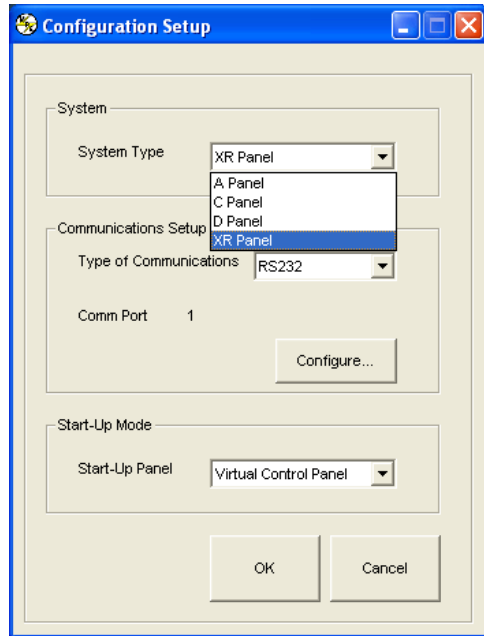 Configuration Setup
System
System Type
XR Panel
A Panel
C Panel
D Panel
XR Panel
Communications Setup
Type of Communications
RS232
Comm Port 1
Configure...
Start-Up Mode
Start-Up Panel
Virtual Control Panel
OK
Cancel